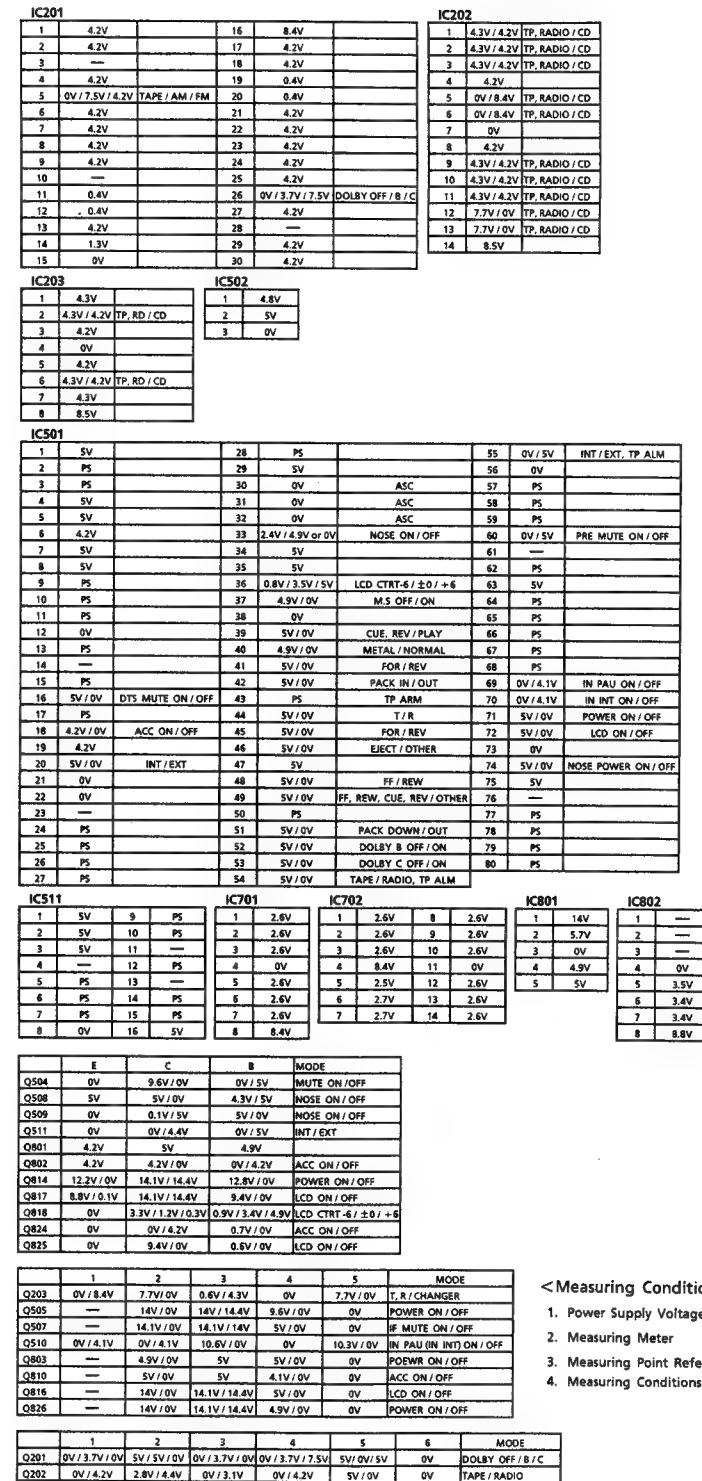 IC201
1 4.2V 16 8.4V
2 4.2V 17 4.2V
3 — 18 4.2V
4 4.2V 19 0.4V
5 0V / 7.5V / 4.2V TAPE / AM / FM 20 0.4V
6 4.2V 21 4.2V
7 4.2V 22 4.2V
8 4.2V 23 4.2V
9 4.2V 24 4.2V
10 — 25 4.2V
11 0.4V 26 0V / 3.7V / 7.5V DOLBY OFF / B / C
12 0.4V 27 4.2V
13 4.2V 28 —
14 1.3V 29 4.2V
15 0V 30 4.2V
IC202
1 4.3V / 4.2V TP, RADIO / CD
2 4.3V / 4.2V TP, RADIO / CD
3 4.3V / 4.2V TP, RADIO / CD
4 4.2V
5 0V / 8.4V TP, RADIO / CD
6 0V / 8.4V TP, RADIO / CD
7 0V
8 4.2V
9 4.3V / 4.2V TP, RADIO / CD
10 4.3V / 4.2V TP, RADIO / CD
11 4.3V / 4.2V TP, RADIO / CD
12 7.7V / 0V TP, RADIO / CD
13 7.7V / 0V TP, RADIO / CD
14 8.5V
IC203
1 4.3V
2 4.3V / 4.2V TP, RD / CD
3 4.2V
4 0V
5 4.2V
6 4.3V / 4.2V TP, RD / CD
7 4.3V
8 8.5V
IC502
1 4.8V
2 5V
3 0V
IC501
1 5V 28 PS 55 0V / 5V INT / EXT, TP ALM
2 PS 29 5V 56 0V
3 PS 30 0V ASC 57 PS
4 5V 31 0V ASC 58 PS
5 5V 32 0V ASC 59 PS
6 4.2V 33 2.4V / 4.9V or 0V NOSE ON / OFF 60 0V / 5V PRE MUTE ON / OFF
7 5V 34 5V 61 —
8 5V 35 5V 62 PS
9 PS 36 0.8V / 3.5V / 5V LCD CTRT-6 / ±0 / +6 63 5V
10 PS 37 4.9V / 0V M.S OFF / ON 64 PS
11 PS 38 0V 65 PS
12 0V 39 5V / 0V CUE, REV / PLAY 66 PS
13 PS 40 4.9V / 0V METAL / NORMAL 67 PS
14 — 41 5V / 0V FOR / REV 68 PS
15 PS 42 5V / 0V PACK IN / OUT 69 0V / 4.1V IN PAU ON / OFF
16 5V / 0V DTS MUTE ON / OFF 43 PS TP ARM 70 0V / 4.1V IN INT ON / OFF
17 PS 44 5V / 0V T / R 71 5V / 0V POWER ON / OFF
18 4.2V / 0V ACC ON / OFF 45 5V / 0V FOR / REV 72 5V / 0V LCD ON / OFF
19 4.2V 46 5V / 0V EJECT / OTHER 73 0V
20 5V / 0V INT / EXT 47 5V 74 5V / 0V NOSE POWER ON / OFF
21 0V 48 5V / 0V FF / REW 75 5V
22 0V 49 5V / 0V FF, REW, CUE, REV / OTHER 76 —
23 — 50 PS 77 PS
24 PS 51 5V / 0V PACK DOWN / OUT 78 PS
25 PS 52 5V / 0V DOLBY B OFF / ON 79 PS
26 PS 53 5V / 0V DOLBY C OFF / ON 80 PS
27 PS 54 5V / 0V TAPE / RADIO, TP ALM
IC511
1 5V 9 PS
2 5V 10 PS
3 5V 11 —
4 — 12 PS
5 PS 13 —
6 PS 14 PS
7 PS 15 PS
8 0V 16 5V
IC701
1 2.6V
2 2.6V
3 2.6V
4 0V
5 2.6V
6 2.6V
7 2.6V
8 8.4V
IC702
1 2.6V 8 2.6V
2 2.6V 9 2.6V
3 2.6V 10 2.6V
4 8.4V 11 0V
5 2.5V 12 2.6V
6 2.7V 13 2.6V
7 2.7V 14 2.6V
IC801
1 14V
2 5.7V
3 0V
4 4.9V
5 5V
IC802
1 —
2 —
3 —
4 0V
5 3.5V
6 3.4V
7 3.4V
8 8.8V
E C B MODE
Q504 0V 9.6V / 0V 0V / 5V MUTE ON / OFF
Q508 5V 5V / 0V 4.3V / 5V NOSE ON / OFF
Q509 0V 0.1V / 5V 5V / 0V NOSE ON / OFF
Q511 0V 0V / 4.4V 0V / 5V INT / EXT
Q801 4.2V 5V 4.9V
Q802 4.2V 4.2V / 0V 0V / 4.2V ACC ON / OFF
Q814 12.2V / 0V 14.1V / 14.4V 12.8V / 0V POWER ON / OFF
Q817 8.8V / 0.1V 14.1V / 14.4V 9.4V / 0V LCD ON / OFF
Q818 0V 3.3V / 1.2V / 0.3V 0.9V / 3.4V / 4.9V LCD CTRT -6 / ±0 / +6
Q824 0V 0V / 4.2V 0.7V / 0V ACC ON / OFF
Q825 0V 9.4V / 0V 0.6V / 0V LCD ON / OFF
1 2 3 4 5 MODE
Q203 0V / 8.4V 7.7V / 0V 0.6V / 4.3V 0V 7.7V / 0V T, R / CHANGER
Q505 — 14V / 0V 14V / 14.4V 9.6V / 0V 0V POWER ON / OFF
Q507 — 14.1V / 0V 14.1V / 14V 5V / 0V 0V IF MUTE ON / OFF
Q510 0V / 4.1V 0V / 4.1V 10.6V / 0V 0V 10.3V / 0V IN PAU (IN INT) ON / OFF
Q803 — 4.9V / 0V 5V 5V / 0V 0V POEWR ON / OFF
Q810 — 5V / 0V 5V 4.1V / 0V 0V ACC ON / OFF
Q816 — 14V / 0V 14.1V / 14.4V 5V / 0V 0V LCD ON / OFF
Q826 — 14V / 0V 14.1V / 14.4V 4.9V / 0V 0V POWER ON / OFF
<Measuring Conditio
1. Power Supply Voltage
2. Measuring Meter
3. Measuring Point Refe
4. Measuring Conditions
1 2 3 4 5 6 MODE
Q201 0V / 3.7V / 0V 5V / 5V / 0V 0V / 3.7V / 0V 0V / 3.7V / 7.5V 5V / 0V / 5V 0V DOLBY OFF / B / C
Q202 0V / 4.2V 2.8V / 4.4V 0V / 3.1V 0V / 4.2V 5V / 0V 0V TAPE / RADIO